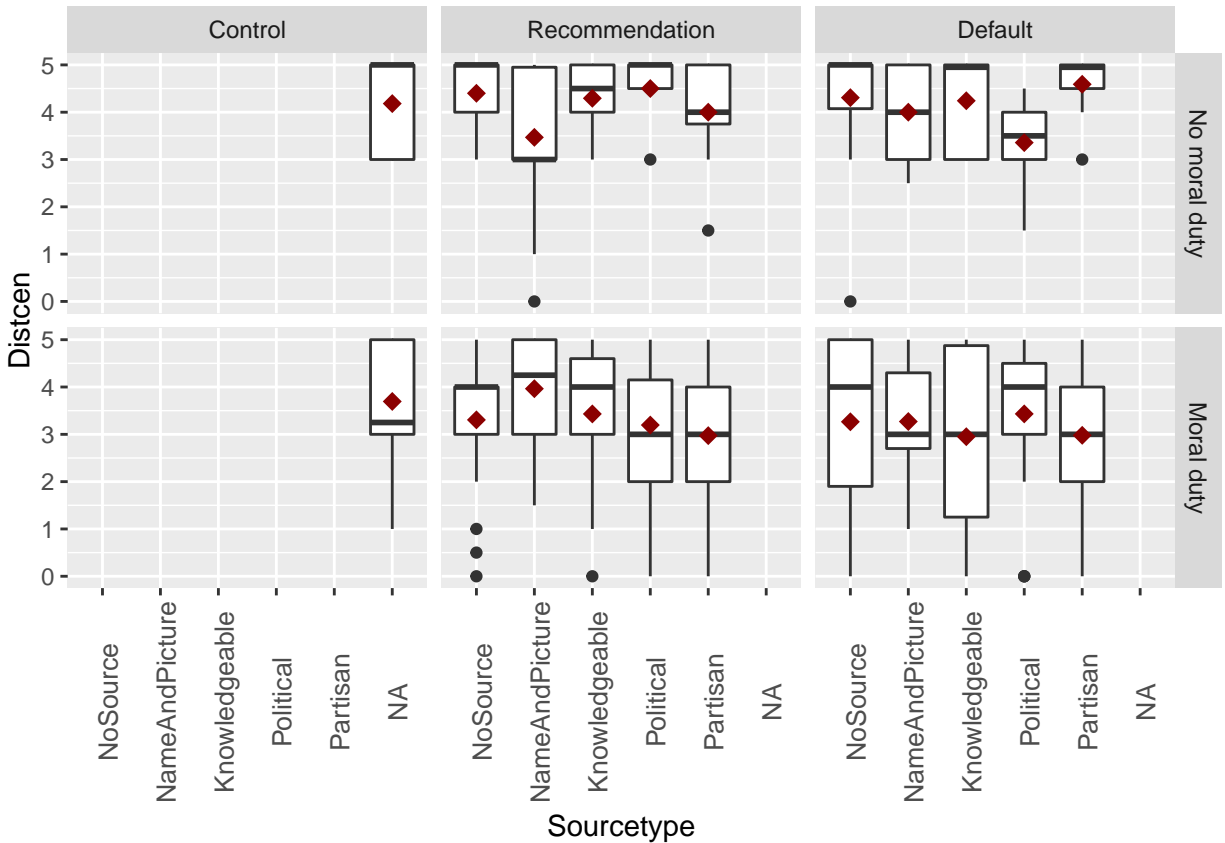 Control Recommendation Default
5
4
3
2
1
0
No moral duty
Distcen
5
4
3
2
1
0
Moral duty
NoSource NameAndPicture Knowledgeable Political Partisan NA NoSource NameAndPicture Knowledgeable Political Partisan NA NoSource NameAndPicture Knowledgeable Political Partisan NA
Sourcetype